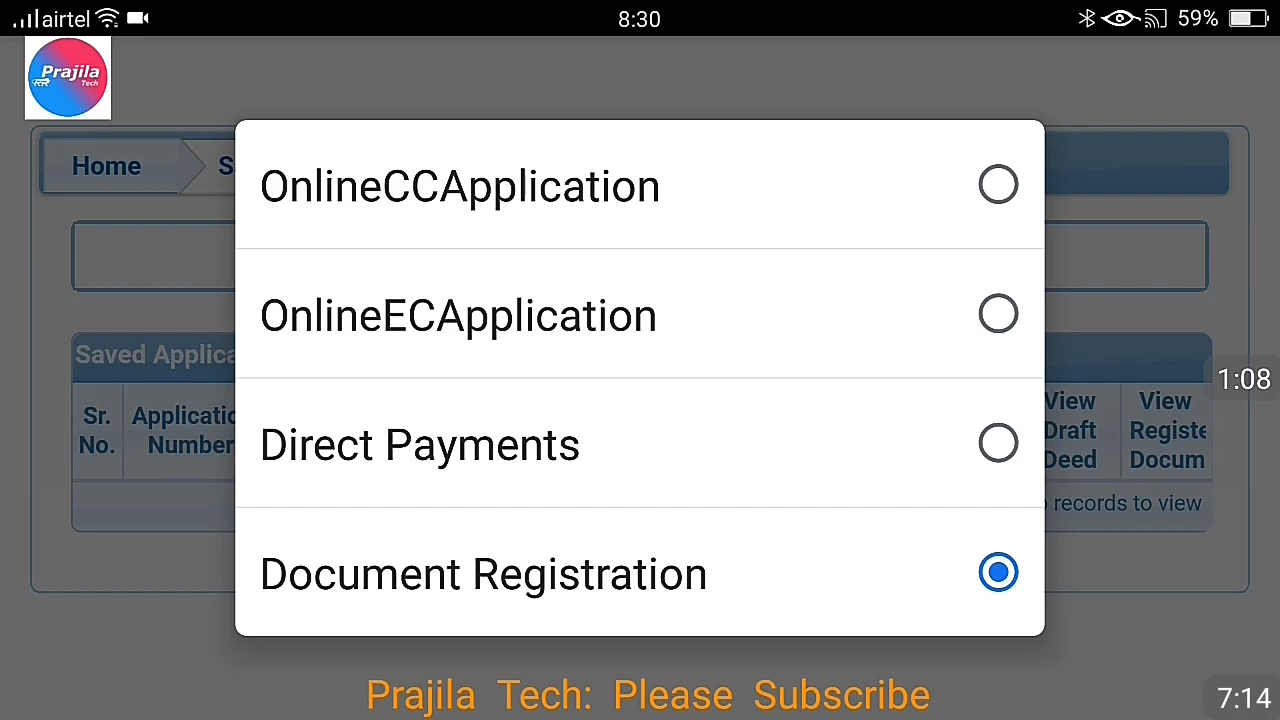 airtel 8:30 59%
Prajila
Tech
Home S
OnlineCCApplication
OnlineECApplication
Direct Payments
Document Registration
Saved Applica
1:08
Sr.
No.
Applicatio
Number
View
Draft
Deed
View
Registe
Docum
records to view
Prajila Tech: Please Subscribe
7:14